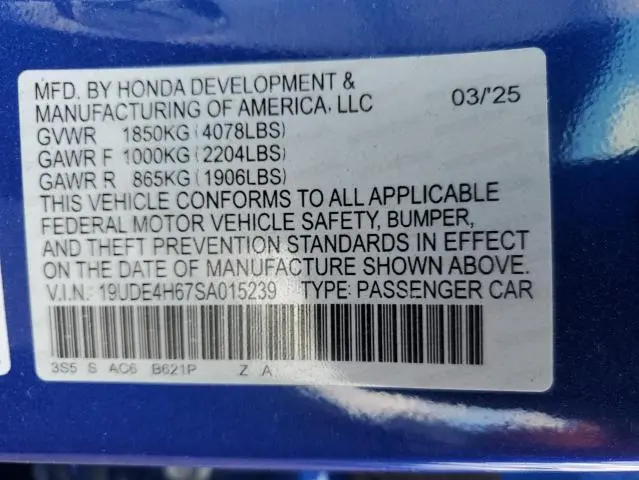 MFD. BY HONDA DEVELOPMENT &
MANUFACTURING OF AMERICA, LLC 03/'25
GVWR 1850KG (4078LBS)
GAWR F 1000KG (2204LBS)
GAWR R 865KG (1906LBS)
THIS VEHICLE CONFORMS TO ALL APPLICABLE
FEDERAL MOTOR VEHICLE SAFETY, BUMPER,
AND THEFT PREVENTION STANDARDS IN EFFECT
ON THE DATE OF MANUFACTURE SHOWN ABOVE.
V.I.N.: 19UDE4H67SA015239 TYPE: PASSENGER CAR
3S5 S AC6 B621P Z A